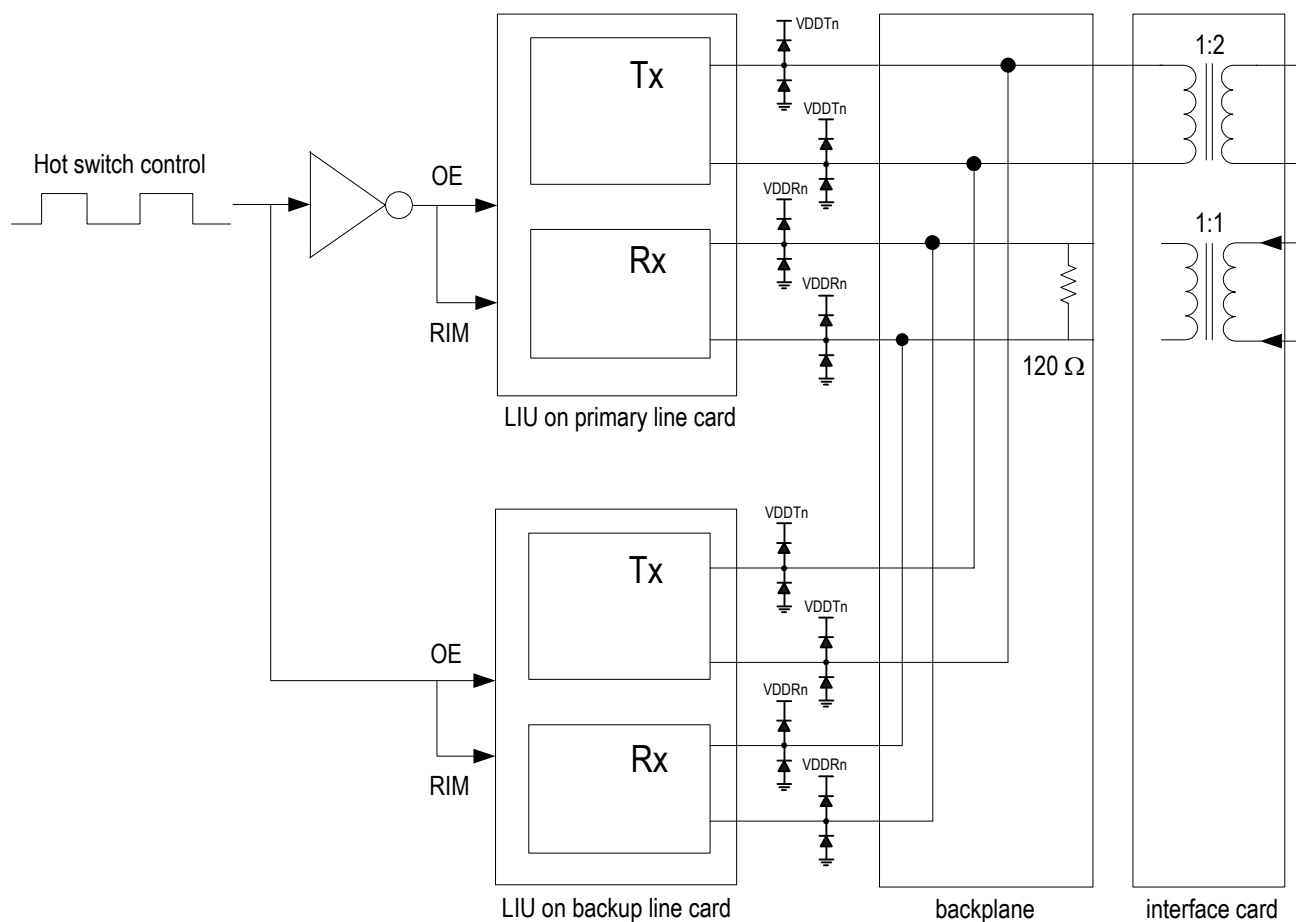 VDDTn
1:2
Tx
VDDTn
Hot switch control
OE
VDDRn
1:1
Rx
VDDRn
RIM
120 Ω
LIU on primary line card
VDDTn
Tx
VDDTn
OE
VDDRn
Rx
VDDRn
RIM
LIU on backup line card
backplane
interface card